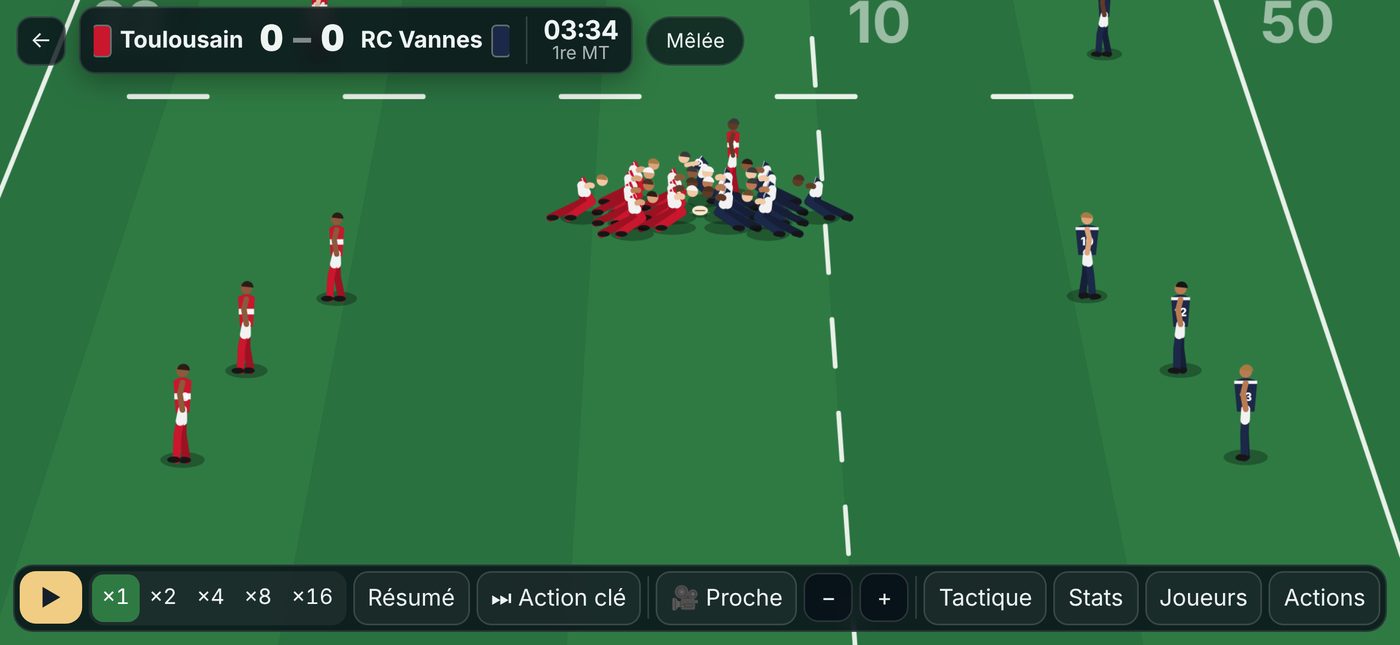 10
50
←
Toulousain 0 – 0 RC Vannes
03:34
1re MT
Mêlée
×1 ×2 ×4 ×8 ×16
Résumé
Action clé
Proche
−
+
Tactique
Stats
Joueurs
Actions